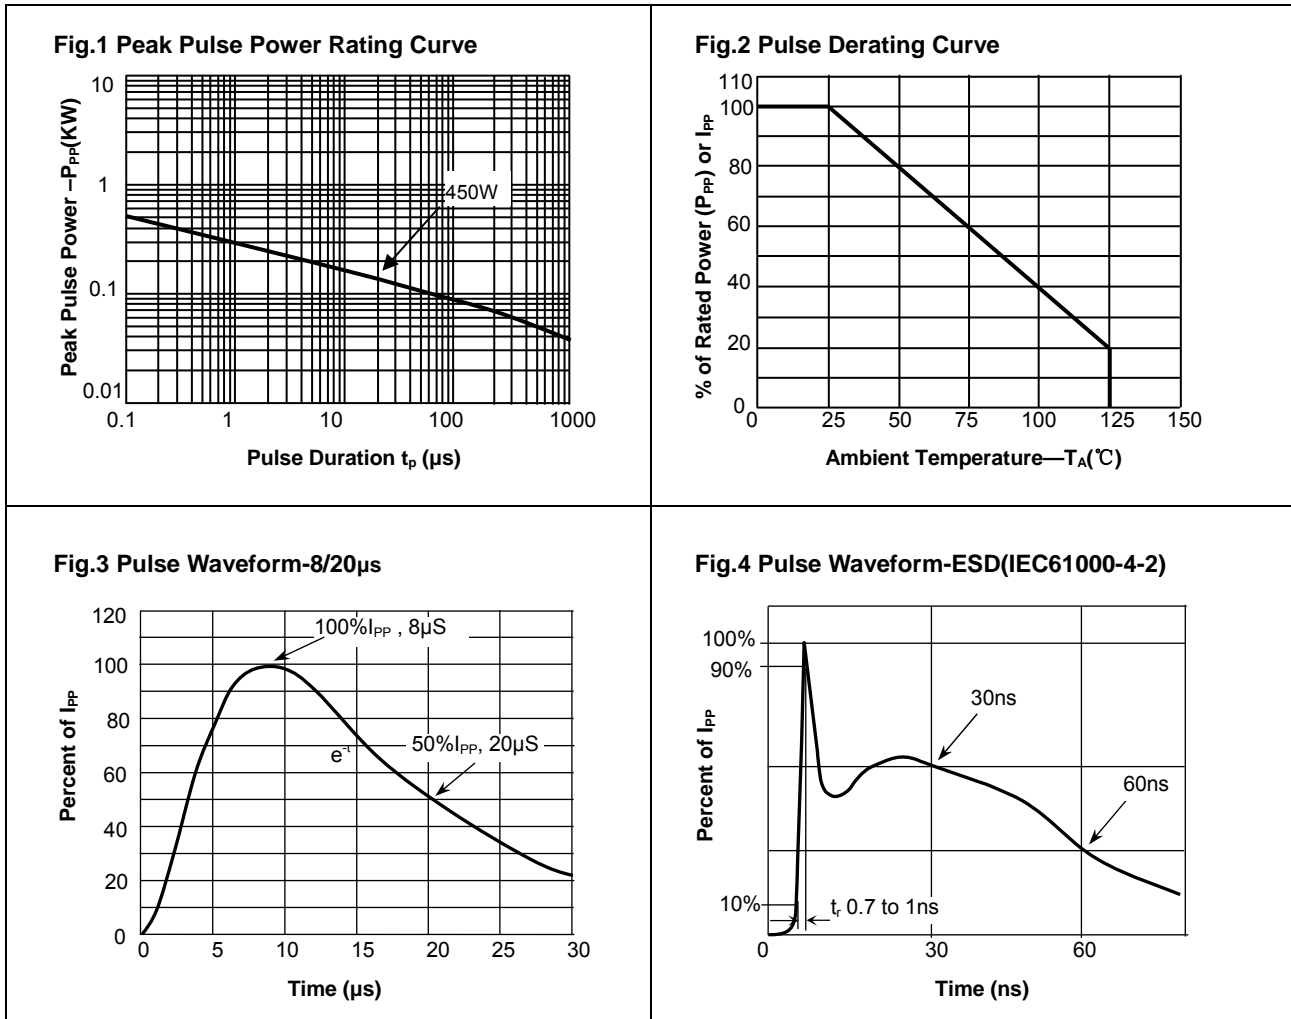 Fig.1 Peak Pulse Power Rating Curve
Peak Pulse Power –PPP(KW)
10
1
0.1
0.01
450W
0.1 1 10 100 1000
Pulse Duration tp (µs)
Fig.2 Pulse Derating Curve
% of Rated Power (PPP) or IPP
110
100
80
60
40
20
0
25 50 75 100 125 150
Ambient Temperature—TA(℃)
Fig.3 Pulse Waveform-8/20µs
Percent of IPP
120
100
80
60
40
20
0
100%IPP , 8µS
e-t
50%IPP, 20µS
0 5 10 15 20 25 30
Time (µs)
Fig.4 Pulse Waveform-ESD(IEC61000-4-2)
Percent of IPP
100%
90%
10%
30ns
60ns
tr 0.7 to 1ns
0 30 60
Time (ns)